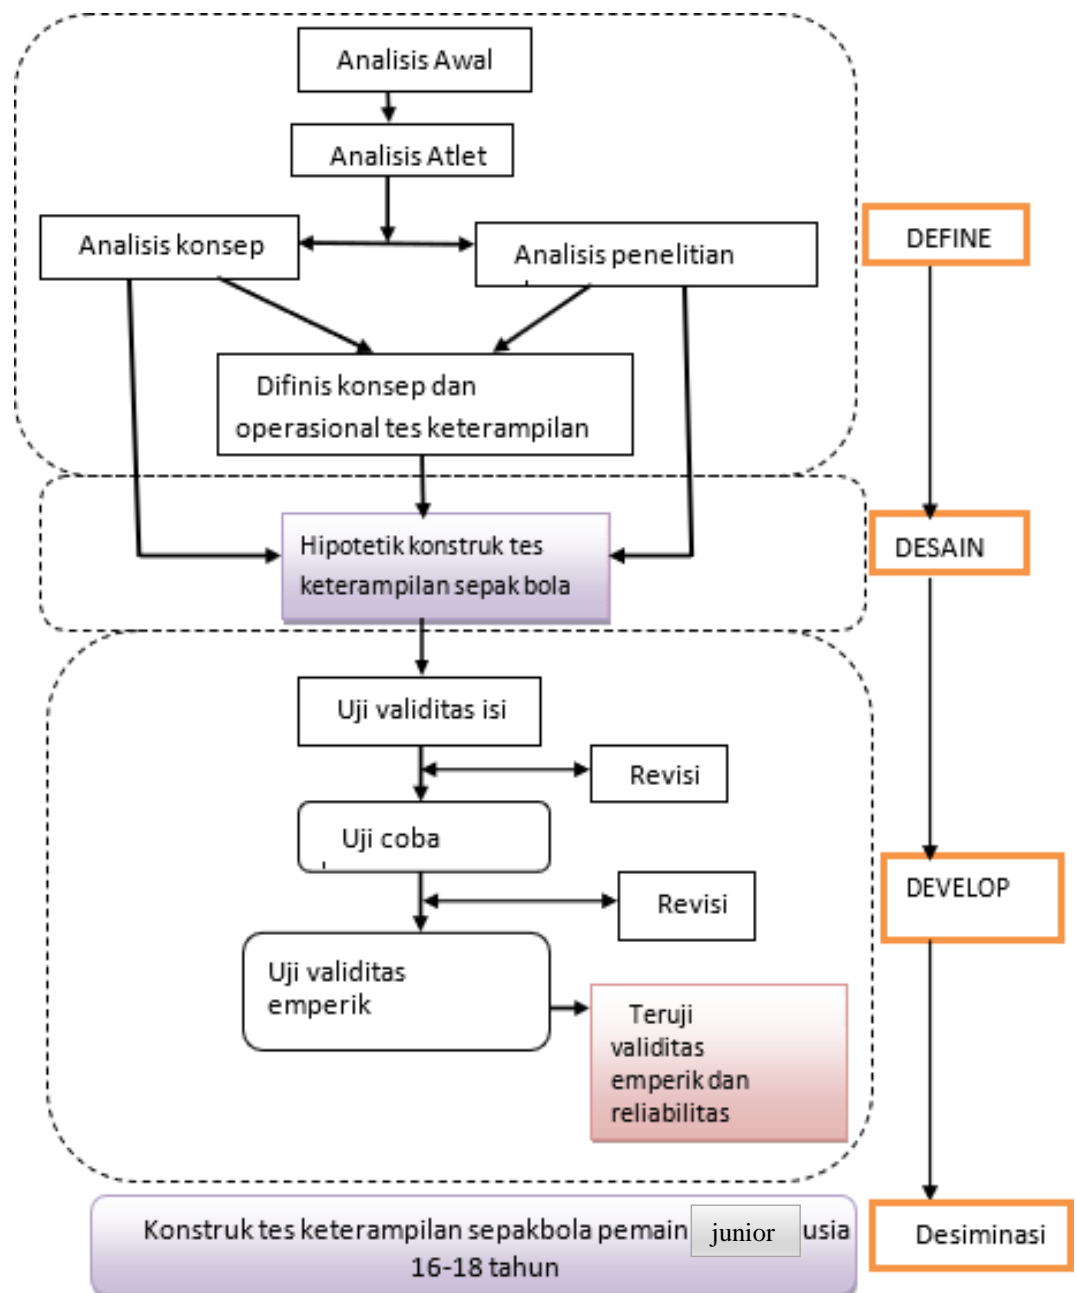 Analisis Awal
Analisis Atlet
Analisis konsep
Analisis penelitian
DEFINE
Difinis konsep dan
operasional tes keterampilan
Hipotetik konstruk tes
keterampilan sepak bola
DESAIN
Uji validitas isi
Revisi
Uji coba
Revisi
DEVELOP
Uji validitas
emperik
Teruji
validitas
emperik dan
reliabilitas
Konstruk tes keterampilan sepakbola pemain junior usia
16-18 tahun
Desiminasi